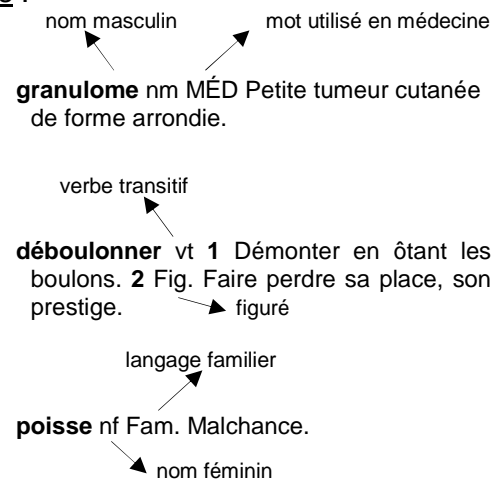 nom masculin mot utilisé en médecine
granulome nm MÉD Petite tumeur cutanée
de forme arrondie.
verbe transitif
déboulonner vt 1 Démonter en ôtant les
boulons. 2 Fig. Faire perdre sa place, son
prestige. figuré
langage familier
poisse nf Fam. Malchance.
nom féminin